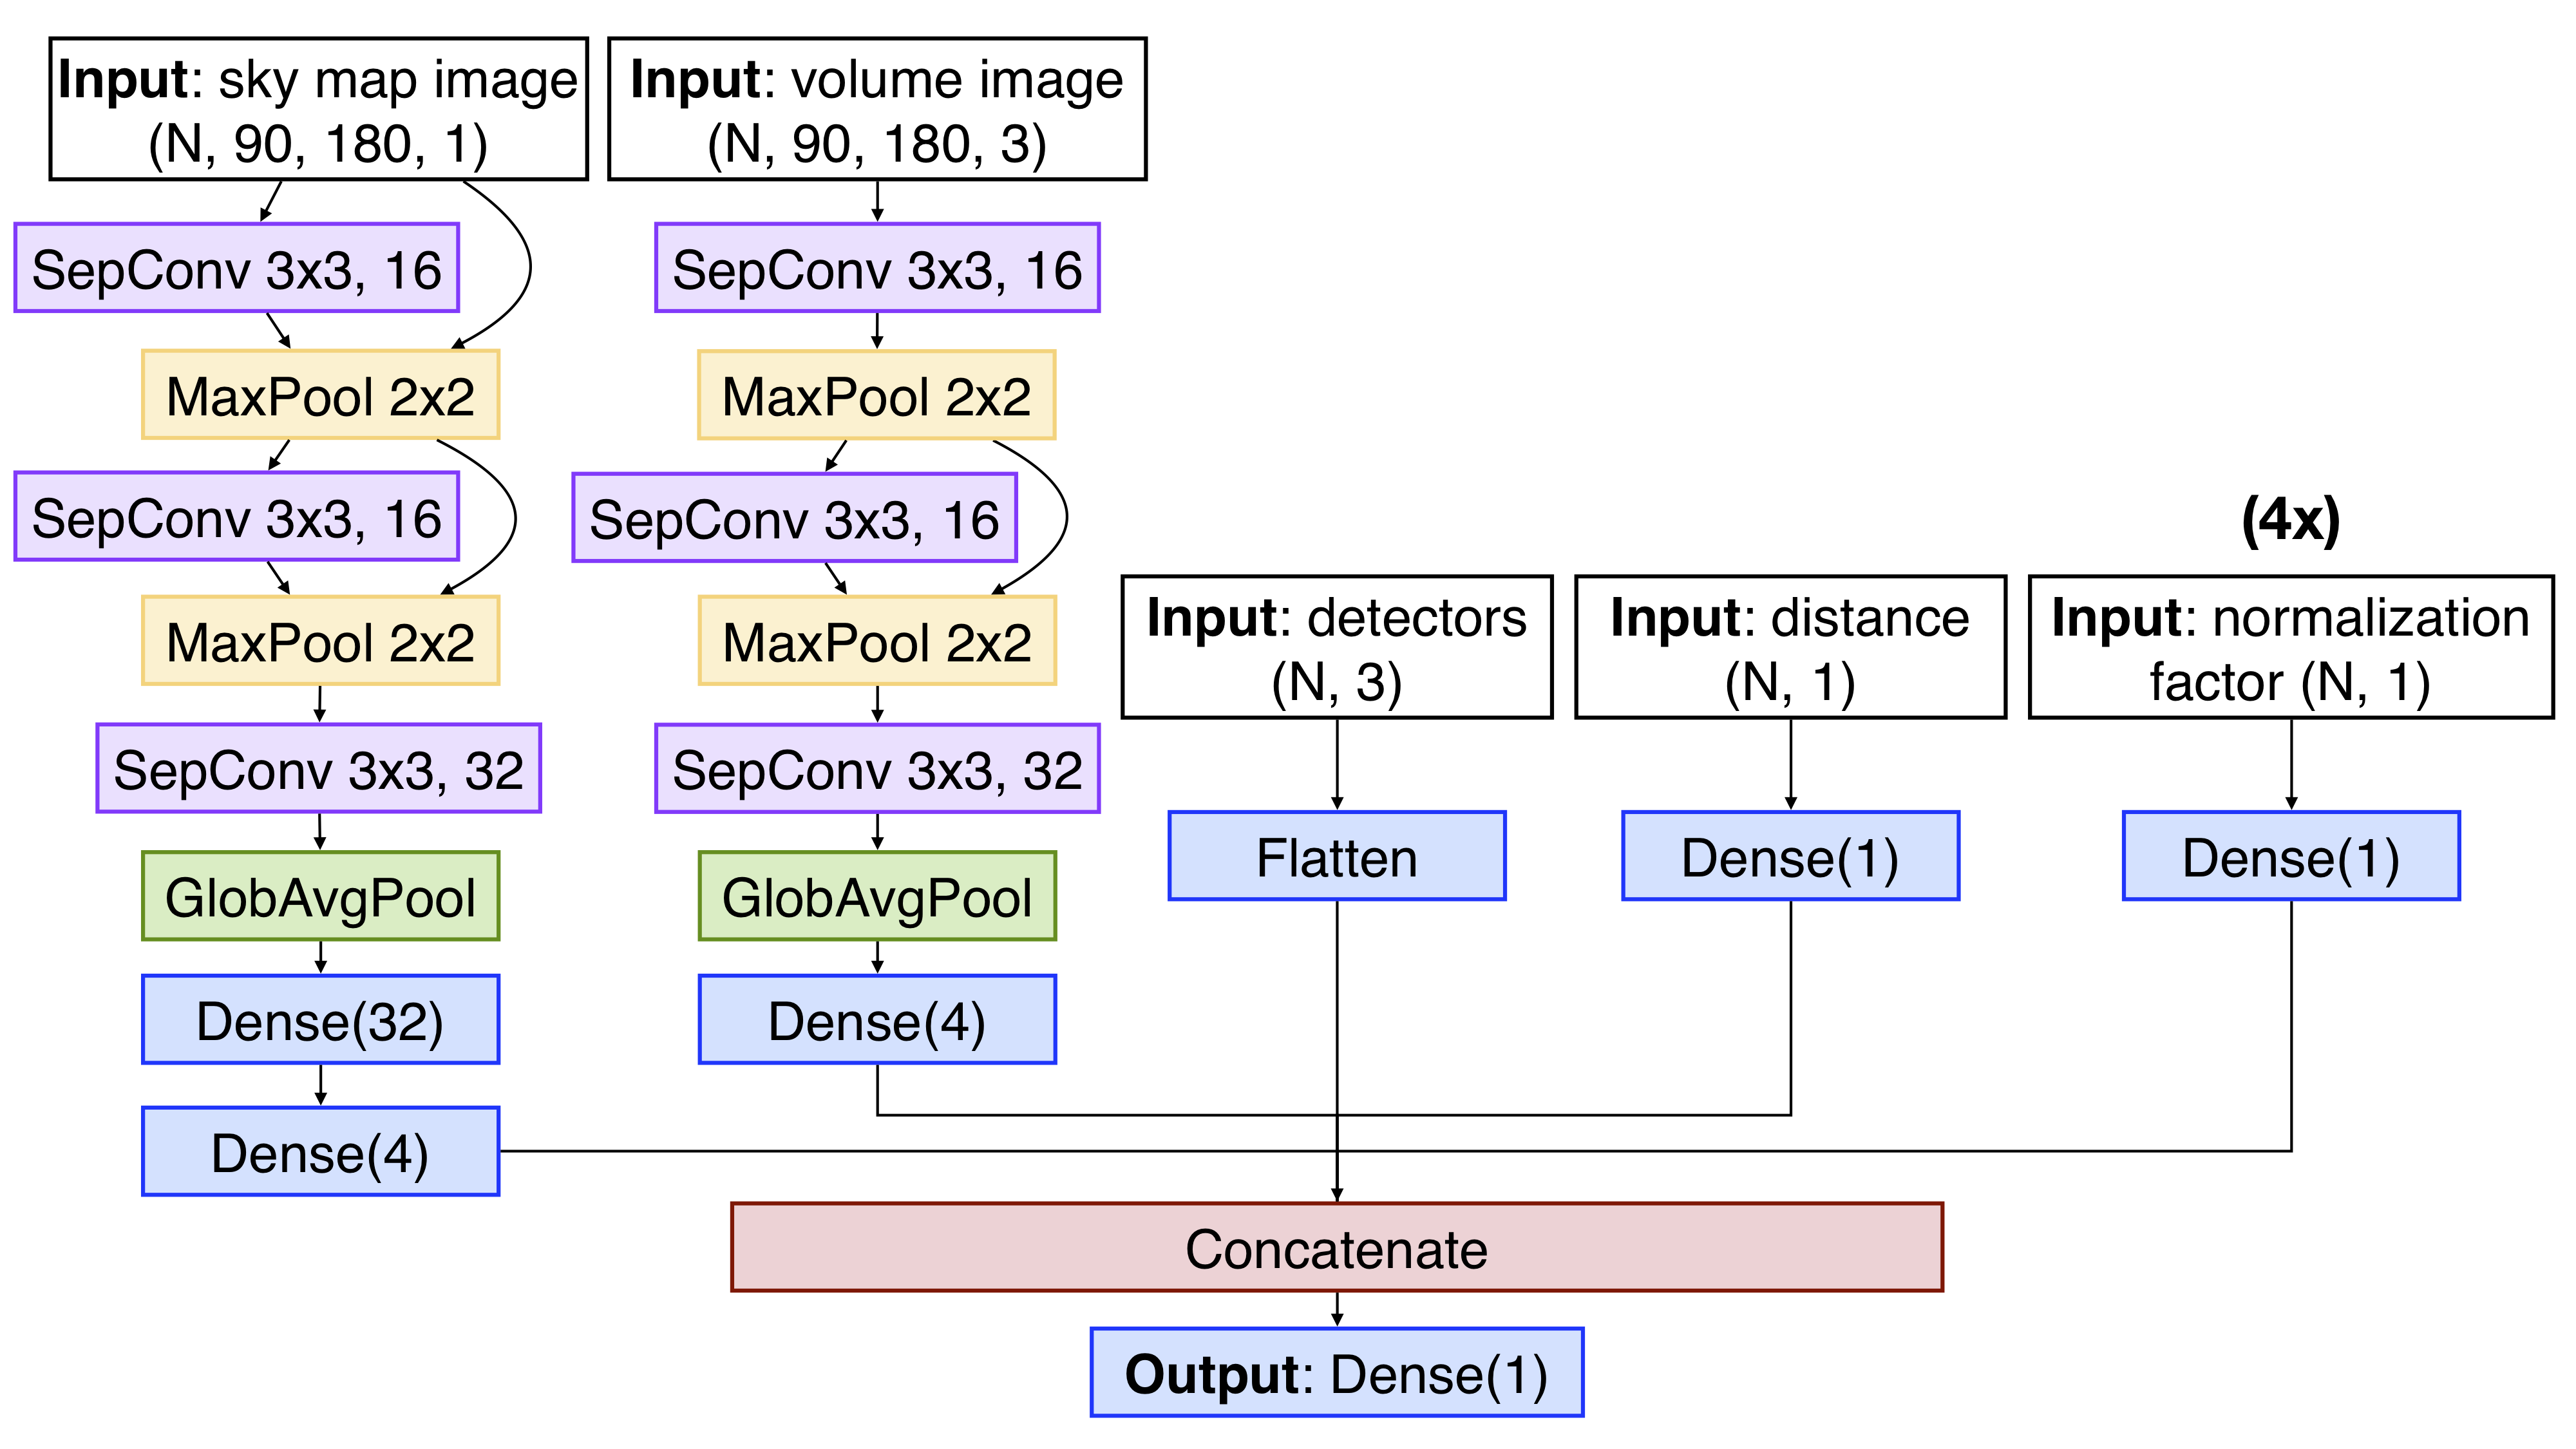 Input: sky map image
(N, 90, 180, 1)
SepConv 3x3, 16
MaxPool 2x2
SepConv 3x3, 16
MaxPool 2x2
SepConv 3x3, 32
GlobAvgPool
Dense(32)
Dense(4)
Input: volume image
(N, 90, 180, 3)
SepConv 3x3, 16
MaxPool 2x2
SepConv 3x3, 16
MaxPool 2x2
SepConv 3x3, 32
GlobAvgPool
Dense(4)
Input: detectors
(N, 3)
Flatten
Input: distance
(N, 1)
Dense(1)
(4x)
Input: normalization
factor (N, 1)
Dense(1)
Concatenate
Output: Dense(1)